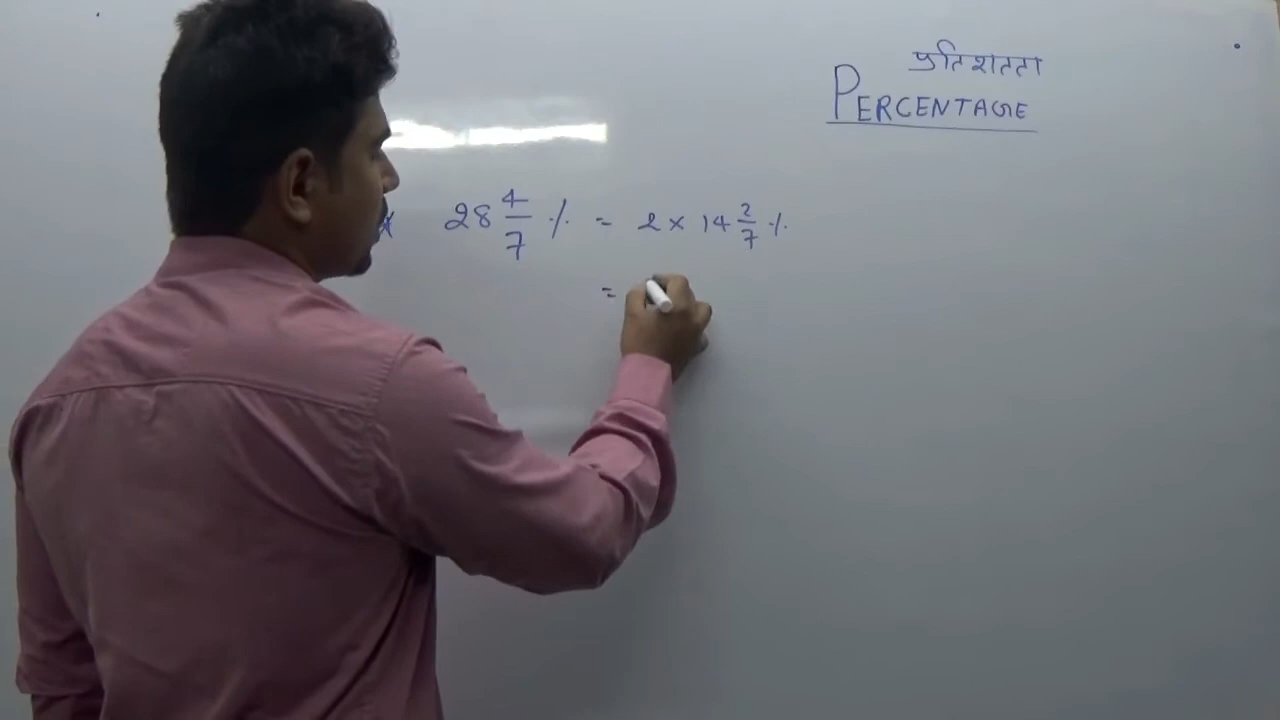 प्रतिशतता
PERCENTAGE
* 28 4/7 % = 2 × 14 2/7 %
=